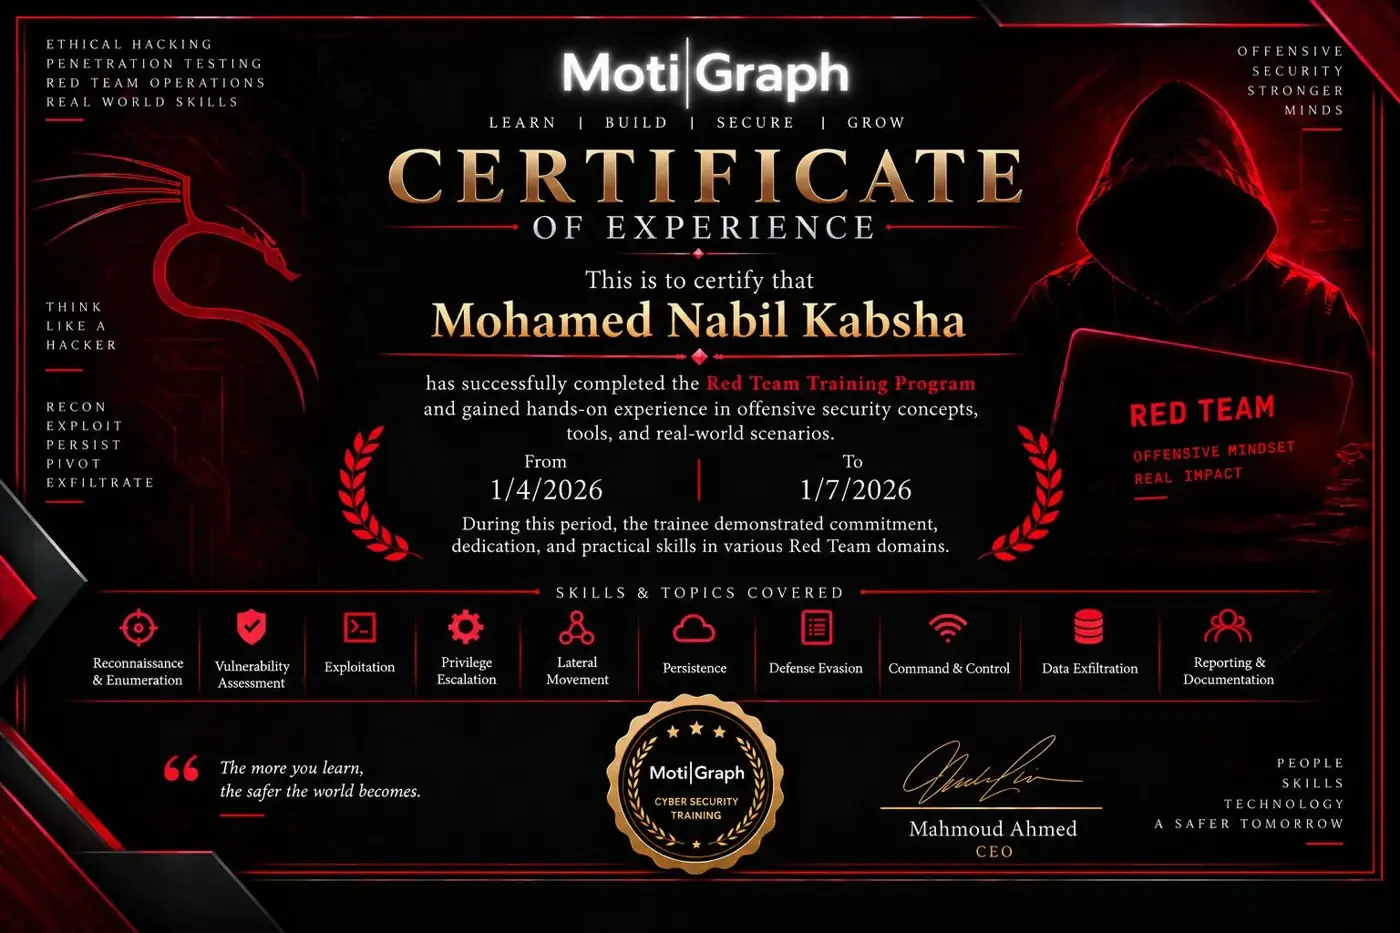 ETHICAL HACKING
PENETRATION TESTING
RED TEAM OPERATIONS
REAL WORLD SKILLS
Moti|Graph
LEARN | BUILD | SECURE | GROW
OFFENSIVE
SECURITY
STRONGER
MINDS
CERTIFICATE
OF EXPERIENCE
This is to certify that
Mohamed Nabil Kabsha
THINK
LIKE A
HACKER
has successfully completed the Red Team Training Program
and gained hands-on experience in offensive security concepts,
tools, and real-world scenarios.
RECON
EXPLOIT
PERSIST
PIVOT
EXFILTRATE
RED TEAM
OFFENSIVE MINDSET
REAL IMPACT
From
1/4/2026
To
1/7/2026
During this period, the trainee demonstrated commitment,
dedication, and practical skills in various Red Team domains.
SKILLS & TOPICS COVERED
Reconnaissance
& Enumeration
Vulnerability
Assessment
Exploitation
Privilege
Escalation
Lateral
Movement
Persistence
Defense Evasion
Command & Control
Data Exfiltration
Reporting &
Documentation
The more you learn,
the safer the world becomes.
Moti|Graph
CYBER SECURITY
TRAINING
Mahmoud Ahmed
CEO
PEOPLE
SKILLS
TECHNOLOGY
A SAFER TOMORROW